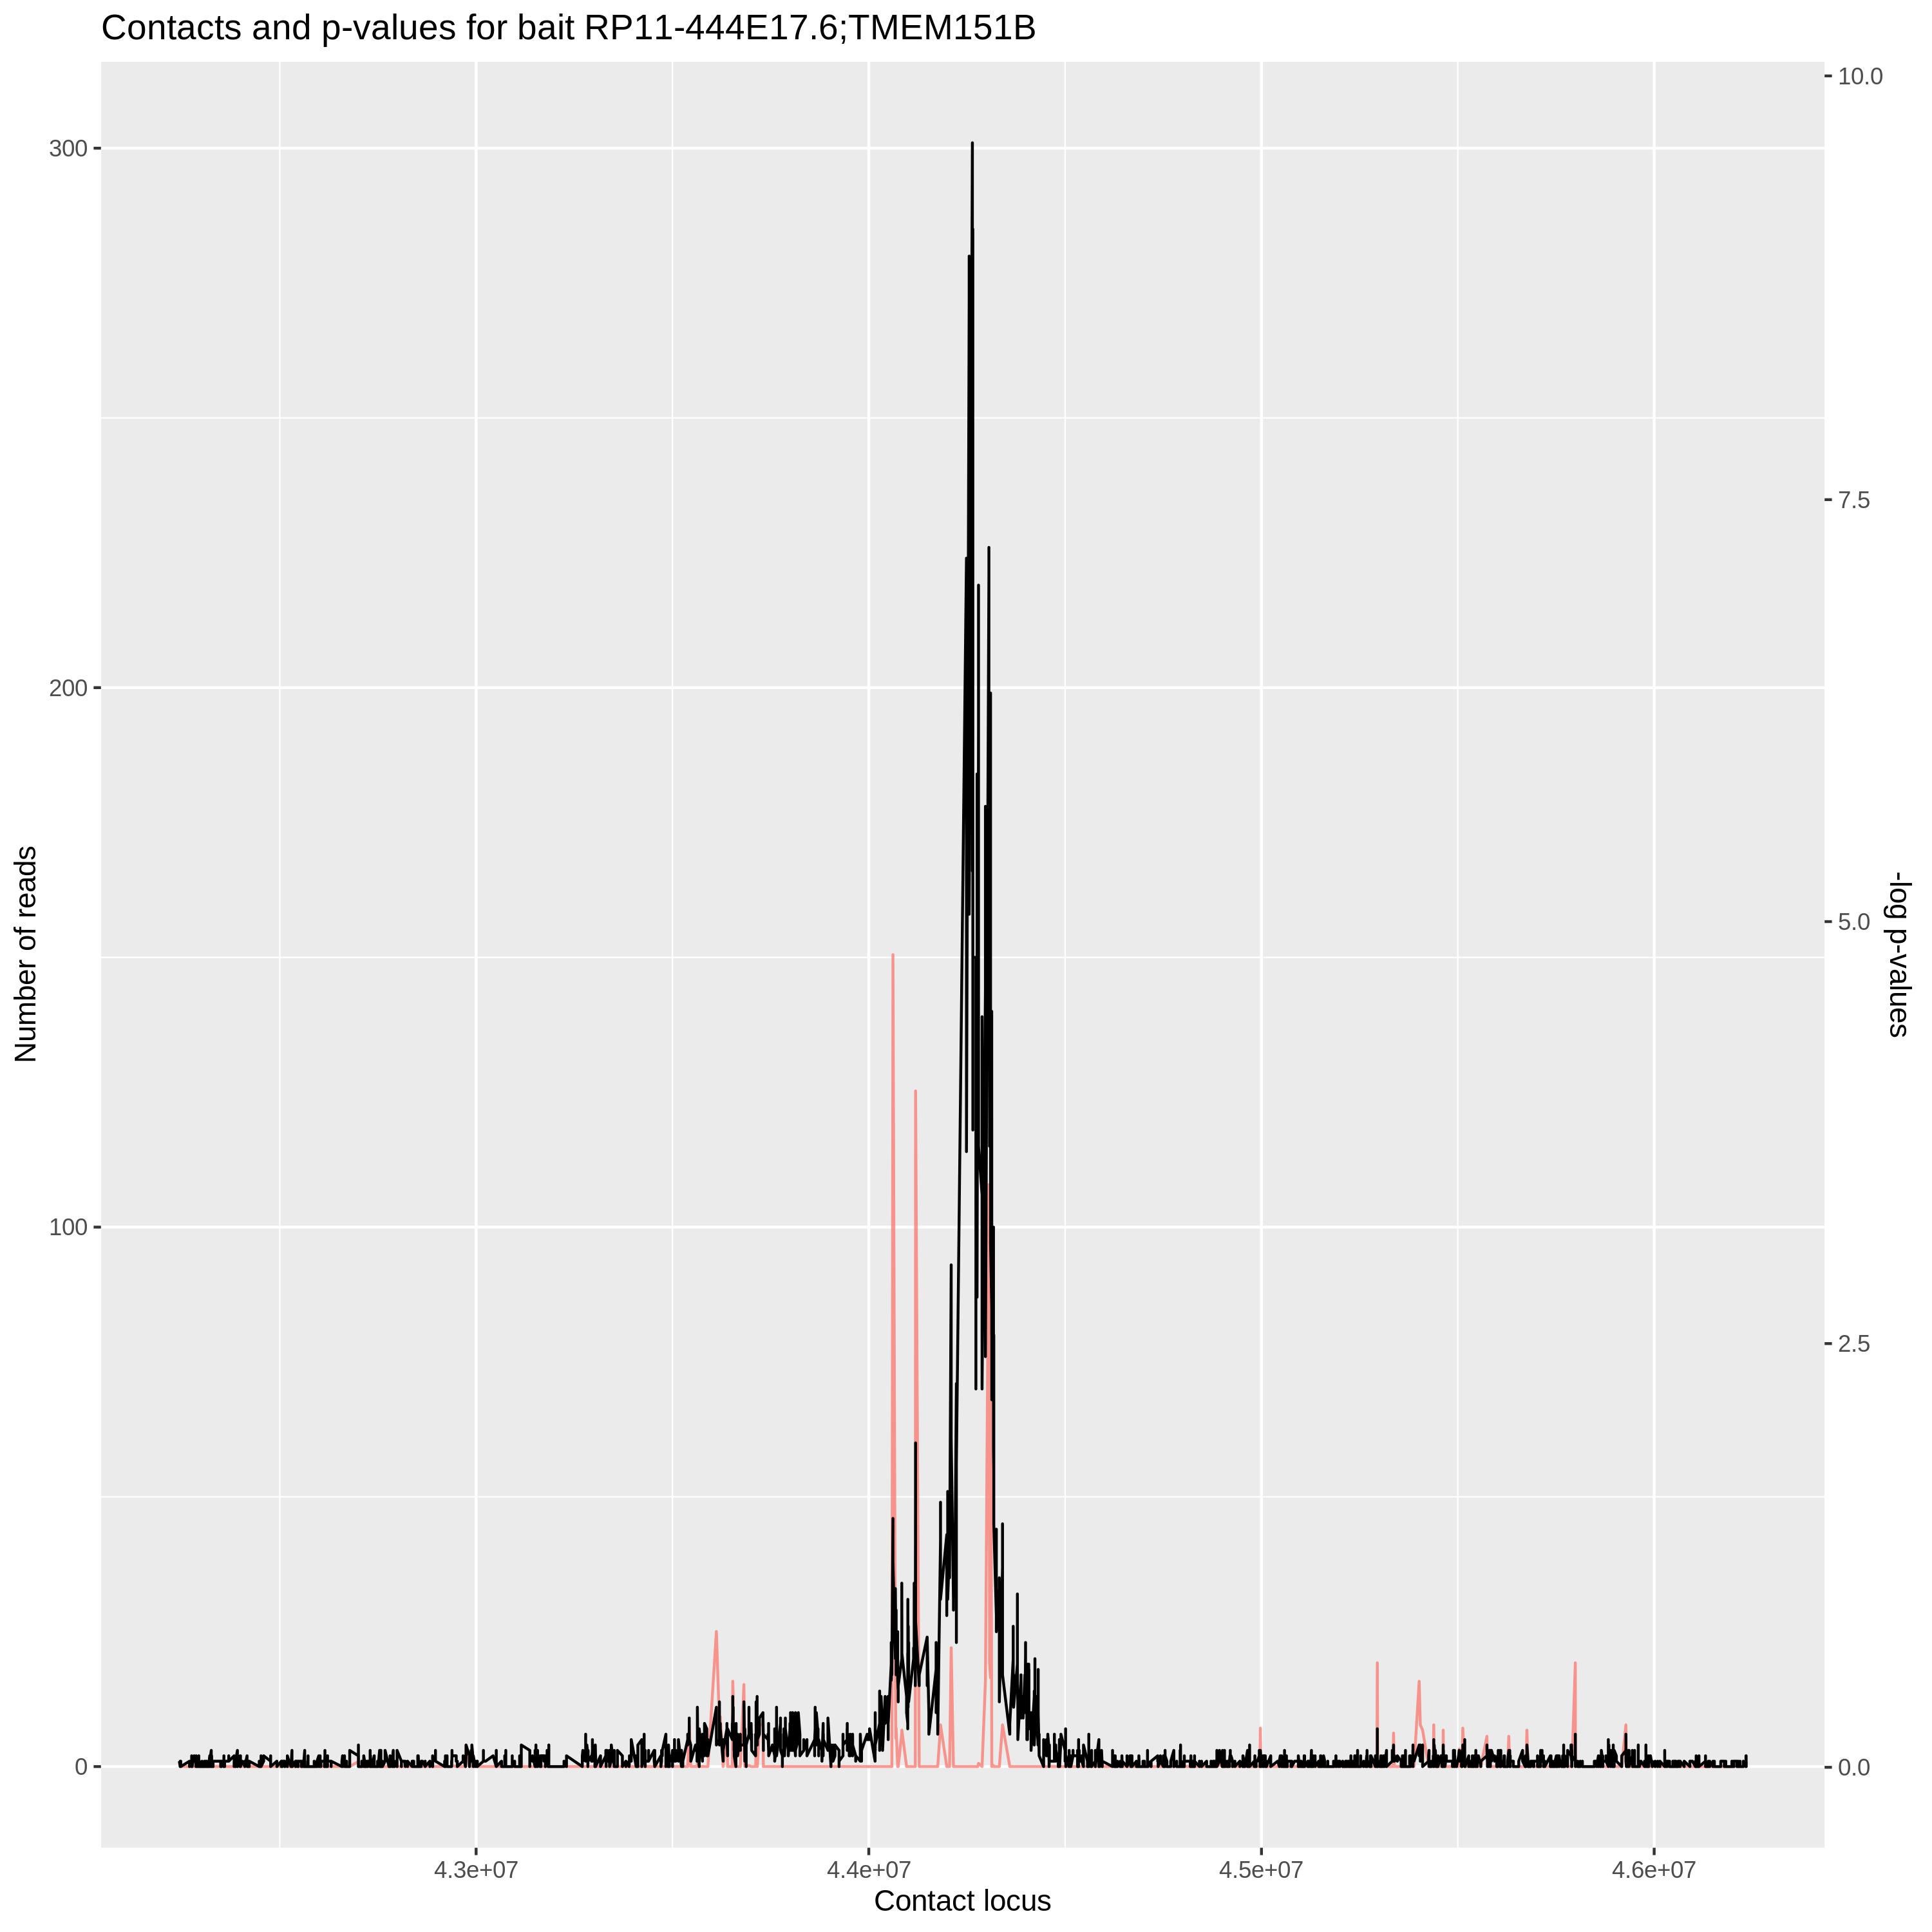 Contacts and p-values for bait RP11-444E17.6;TMEM151B
Number of reads
300
200
100
0
10.0
7.5
5.0
2.5
0.0
-log p-values
4.3e+07
4.4e+07
4.5e+07
4.6e+07
Contact locus